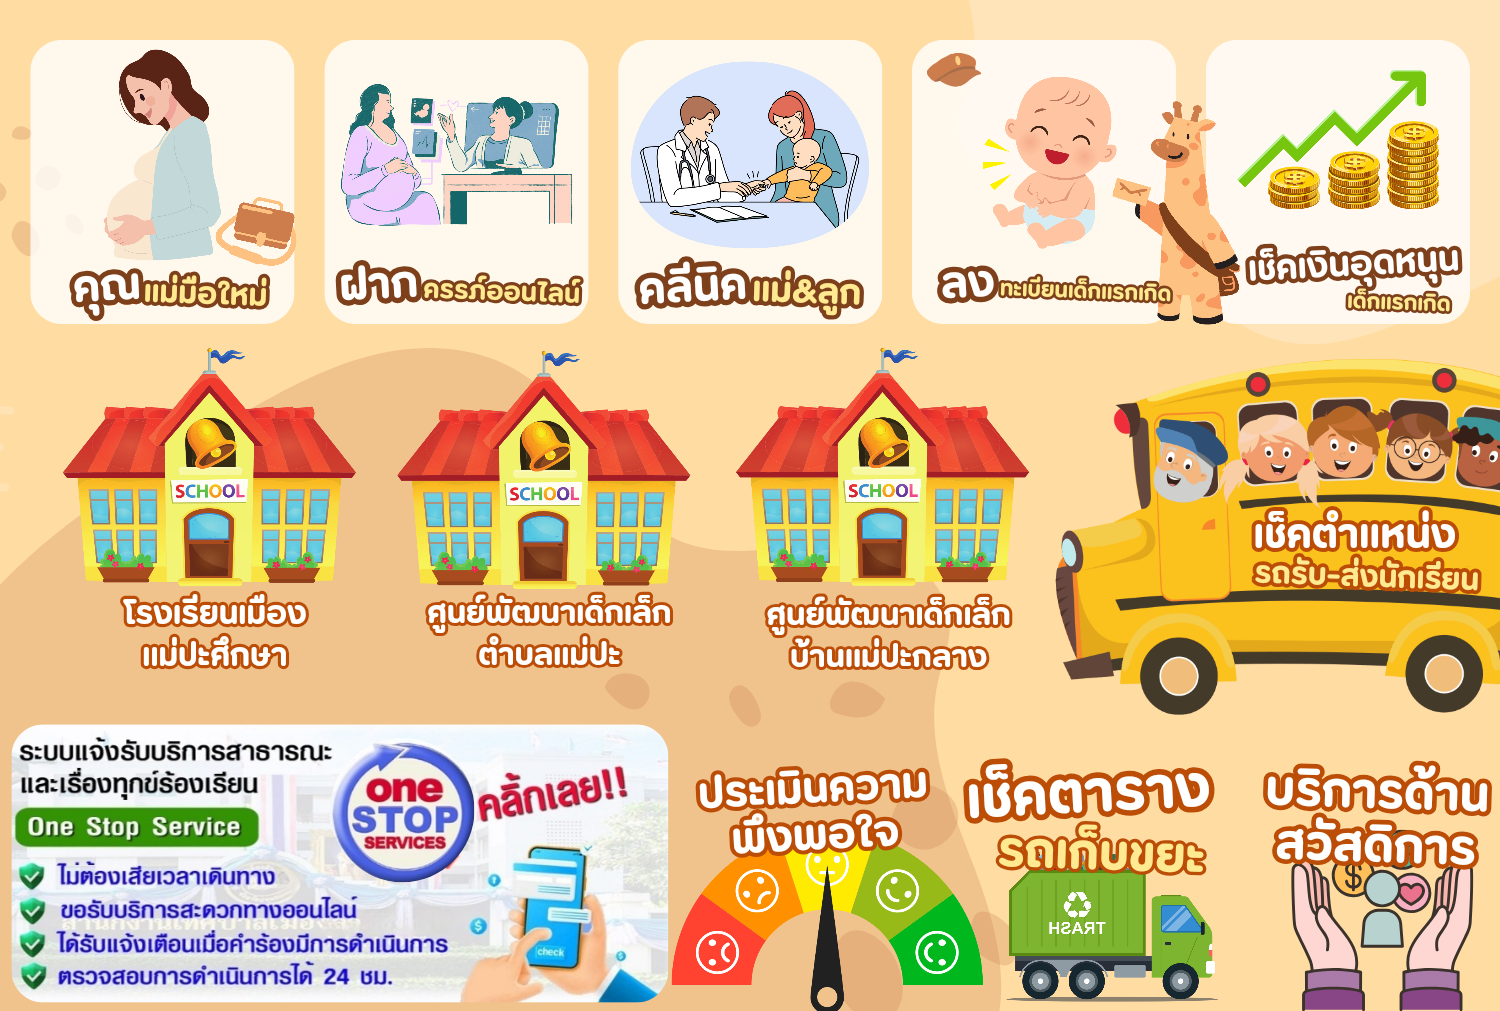 คุณแม่มือใหม่
ฝากครรภ์ออนไลน์
คลีนิคแม่&ลูก
ลงทะเบียนเด็กแรกเกิด
เช็คเงินอุดหนุน
เด็กแรกเกิด
SCHOOL
SCHOOL
SCHOOL
โรงเรียนเมือง
แม่ปะศึกษา
ศูนย์พัฒนาเด็กเล็ก
ตำบลแม่ปะ
ศูนย์พัฒนาเด็กเล็ก
บ้านแม่ปะกลาง
เช็คตำแหน่ง
รถรับ-ส่งนักเรียน
ระบบแจ้งรับบริการสาธารณะ
และเรื่องทุกข์ร้องเรียน
One Stop Service
one
STOP
SERVICES
คลิ้กเลย!!
ไม่ต้องเสียเวลาเดินทาง
ขอรับบริการสะดวกทางออนไลน์
ได้รับแจ้งเตือนเมื่อคำร้องมีการดำเนินการ
ตรวจสอบการดำเนินการได้ 24 ชม.
check
ประเมินความ
พึงพอใจ
เช็คตาราง
รถเก็บขยะ
TRASH
บริการด้าน
สวัสดิการ